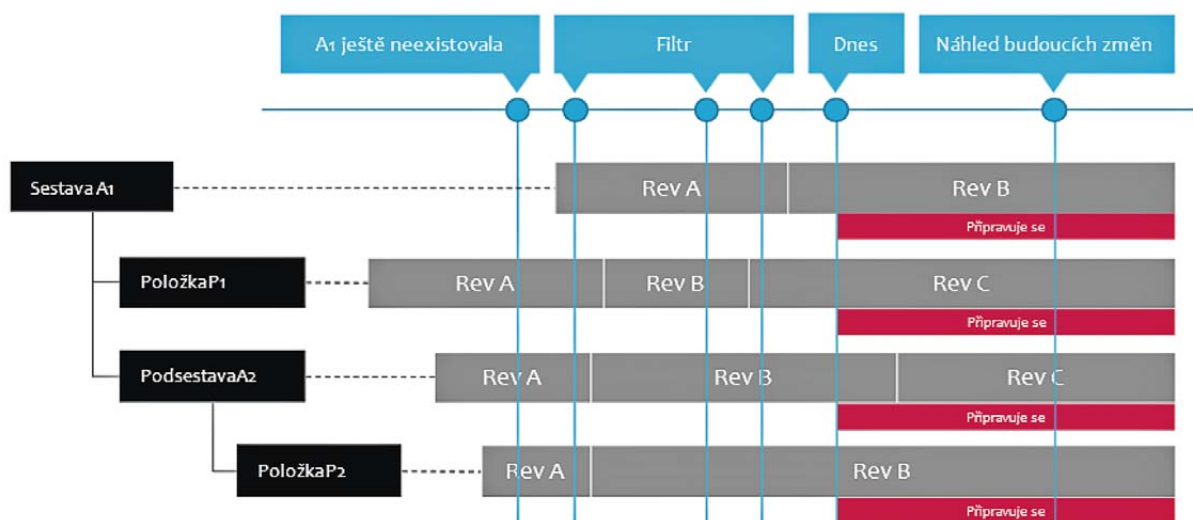 A1 ještě neexistovala
Filtr
Dnes
Náhled budoucích změn
Sestava A1
Rev A
Rev B
Připravuje se
PoložkaP1
Rev A
Rev B
Rev C
Připravuje se
PodsestavaA2
Rev A
Rev B
Rev C
Připravuje se
PoložkaP2
Rev A
Rev B
Připravuje se